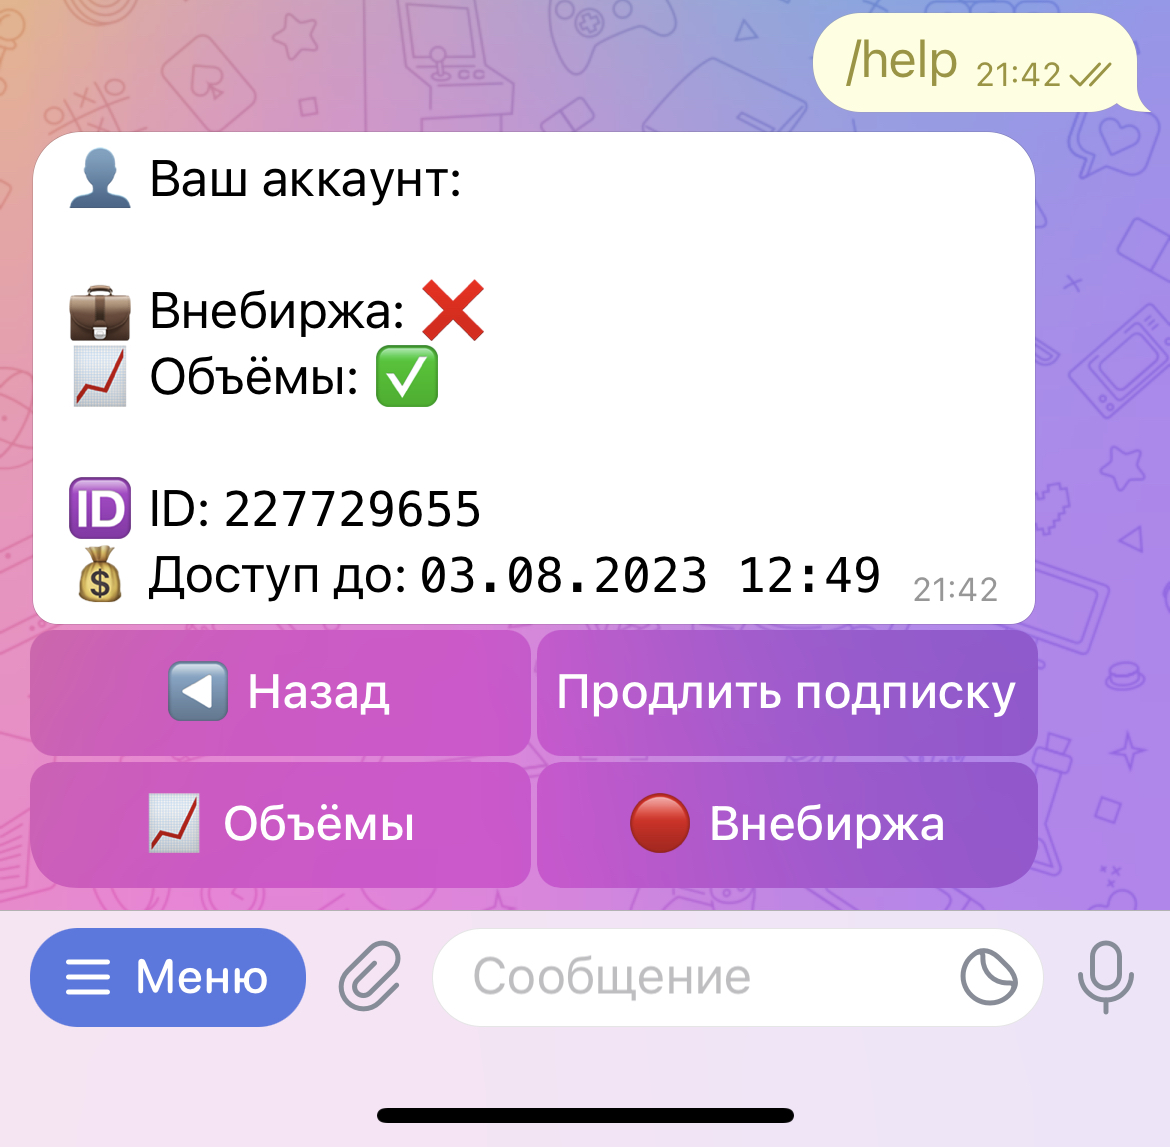 /help 21:42
Ваш аккаунт:
Внебиржа: ❌
Объёмы: ✅
🆔 ID: 227729655
Доступ до: 03.08.2023 12:49 21:42
Назад
Продлить подписку
Объёмы
Внебиржа
Меню
Сообщение